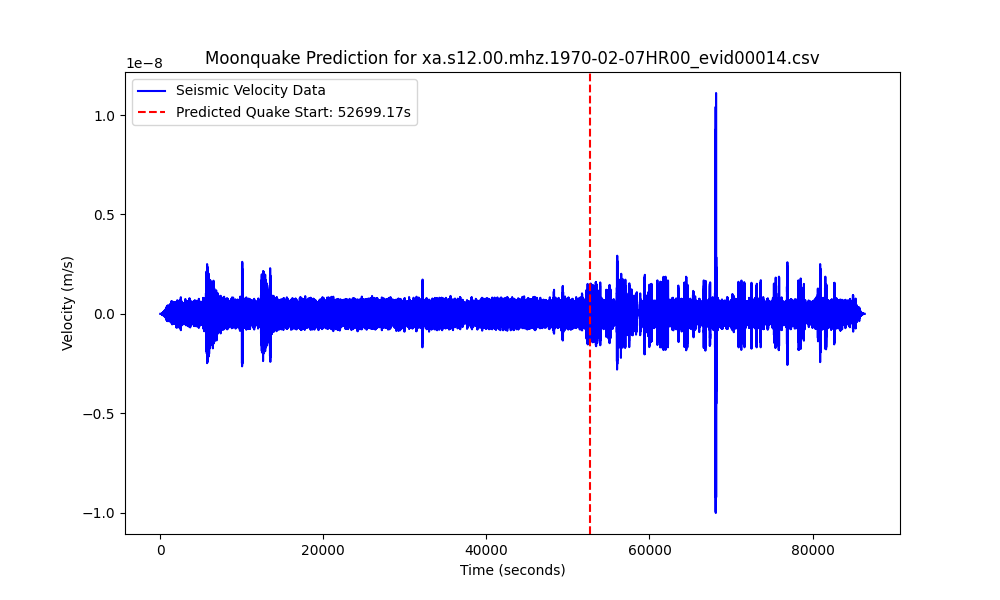 Moonquake Prediction for xa.s12.00.mhz.1970-02-07HR00_evid00014.csv
1e−8
Seismic Velocity Data
Predicted Quake Start: 52699.17s
1.0
0.5
0.0
−0.5
−1.0
Velocity (m/s)
0 20000 40000 60000 80000
Time (seconds)